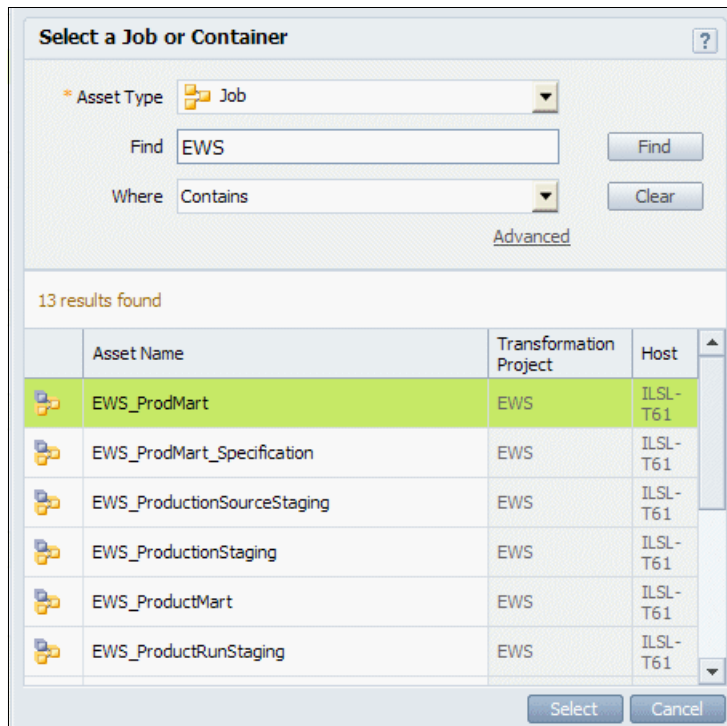 Select a Job or Container
?
* Asset Type Job
Find EWS Find
Where Contains Clear
Advanced
13 results found
Asset Name Transformation Project Host
EWS_ProdMart EWS ILSL-T61
EWS_ProdMart_Specification EWS ILSL-T61
EWS_ProductionSourceStaging EWS ILSL-T61
EWS_ProductionStaging EWS ILSL-T61
EWS_ProductMart EWS ILSL-T61
EWS_ProductRunStaging EWS ILSL-T61
Select Cancel